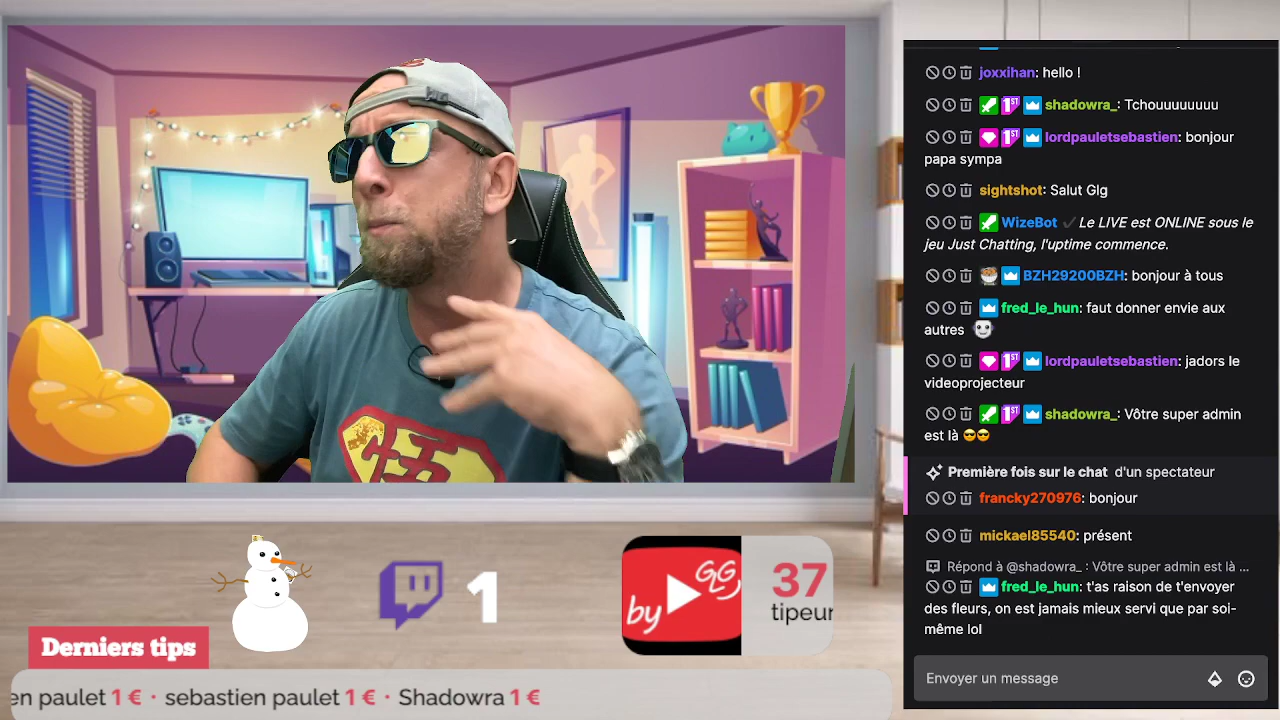 joxxihan: hello !
shadowra_: Tchouuuuuuu
lordpauletsebastien: bonjour
papa sympa
sightshot: Salut Glg
WizeBot ✓ Le LIVE est ONLINE sous le
jeu Just Chatting, l'uptime commence.
BZH29200BZH: bonjour à tous
fred_le_hun: faut donner envie aux
autres
lordpauletsebastien: jadors le
videoprojecteur
shadowra_: Vôtre super admin
est là 😎😎
Première fois sur le chat d'un spectateur
francky270976: bonjour
mickael85540: présent
Répond à @shadowra_ : Vôtre super admin est là ...
fred_le_hun: t'as raison de t'envoyer
des fleurs, on est jamais mieux servi que par soi-
même lol
Envoyer un message
1
by GG
37
tipeur
Derniers tips
en paulet 1 € · sebastien paulet 1 € · Shadowra 1 €